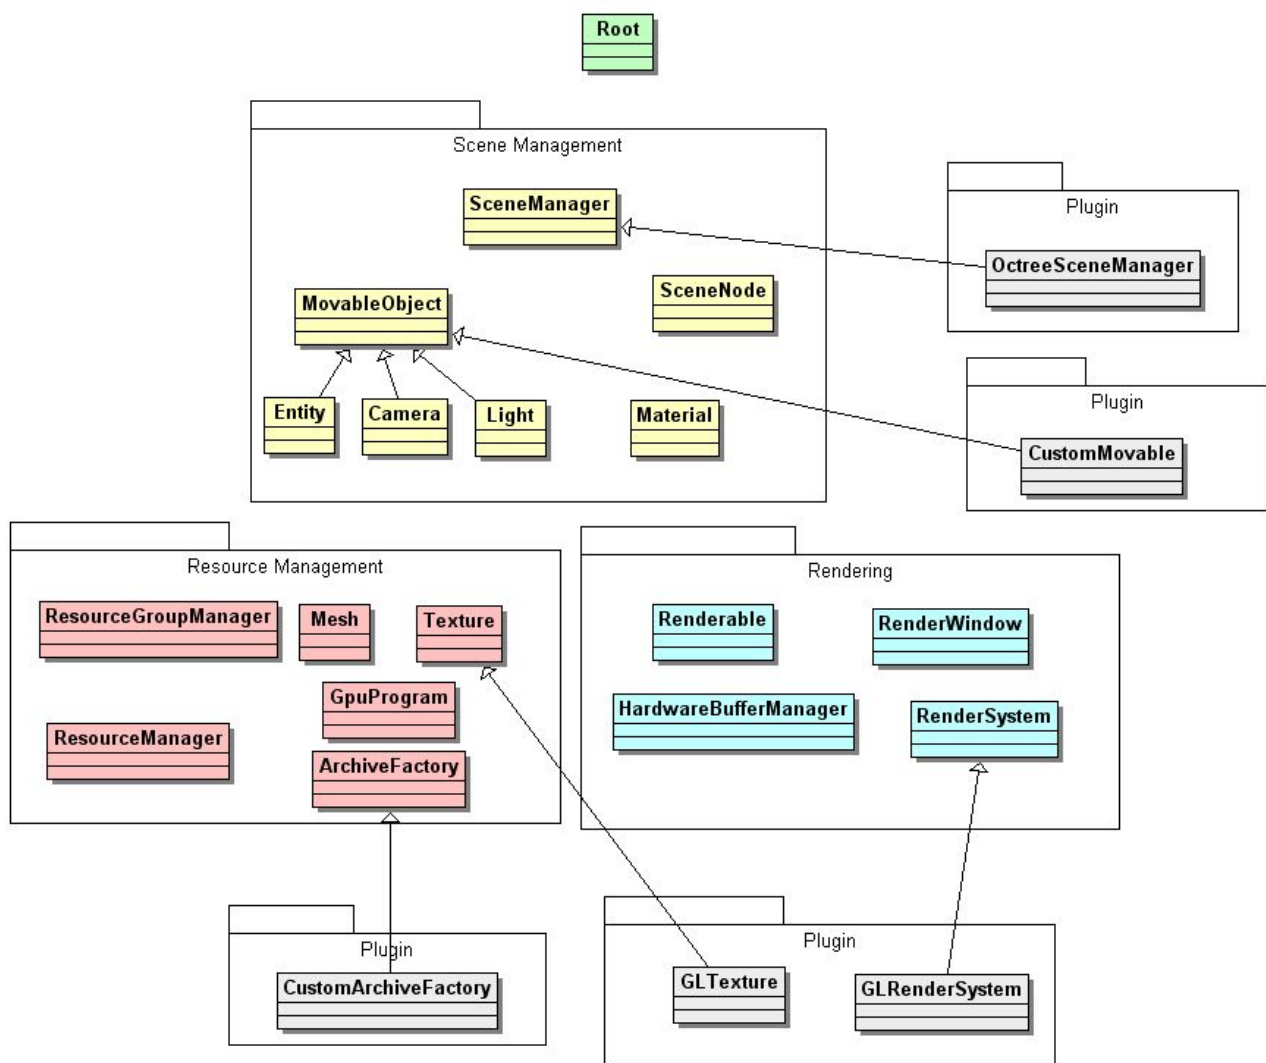 Root
Scene Management
SceneManager
Plugin
OctreeSceneManager
SceneNode
MovableObject
Plugin
Entity
Camera
Light
Material
CustomMovable
Resource Management
Rendering
ResourceGroupManager
Mesh
Texture
Renderable
RenderWindow
GpuProgram
HardwareBufferManager
RenderSystem
ResourceManager
ArchiveFactory
Plugin
Plugin
CustomArchiveFactory
GLTexture
GLRenderSystem